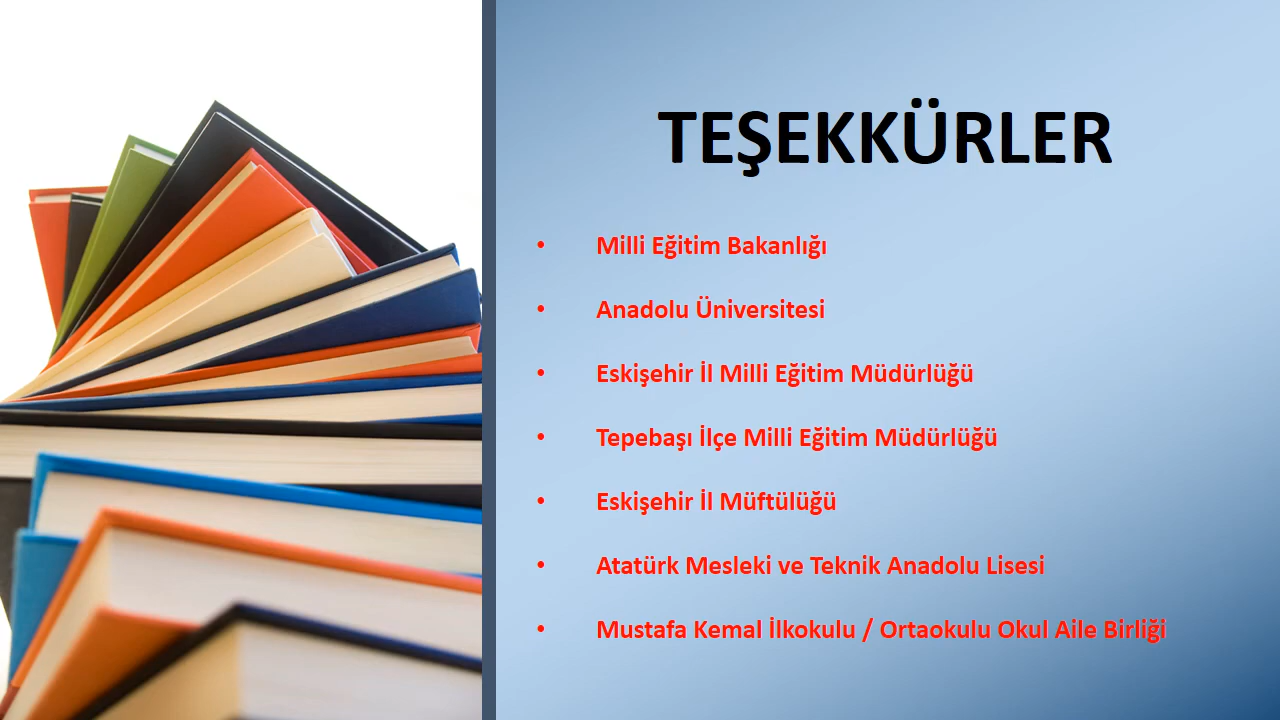 TEŞEKKÜRLER
• Milli Eğitim Bakanlığı
• Anadolu Üniversitesi
• Eskişehir İl Milli Eğitim Müdürlüğü
• Tepebaşı İlçe Milli Eğitim Müdürlüğü
• Eskişehir İl Müftülüğü
• Atatürk Mesleki ve Teknik Anadolu Lisesi
• Mustafa Kemal İlkokulu / Ortaokulu Okul Aile Birliği